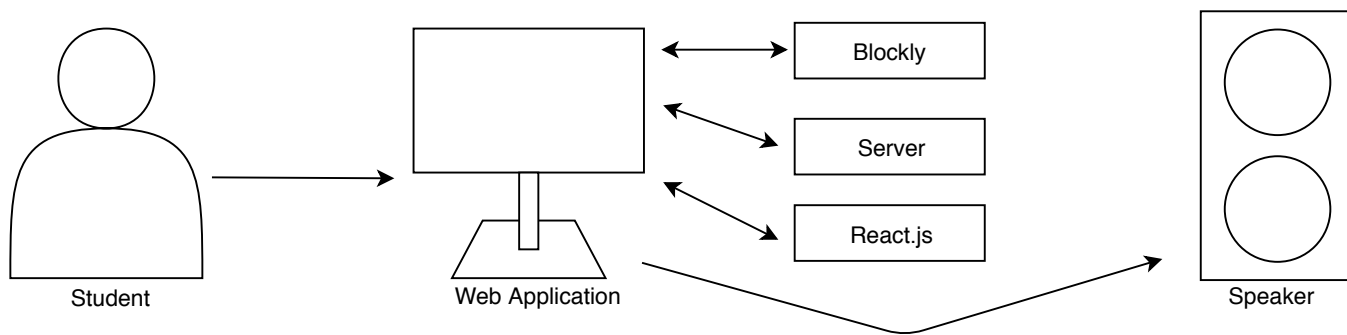 Blockly
Server
React.js
Student
Web Application
Speaker